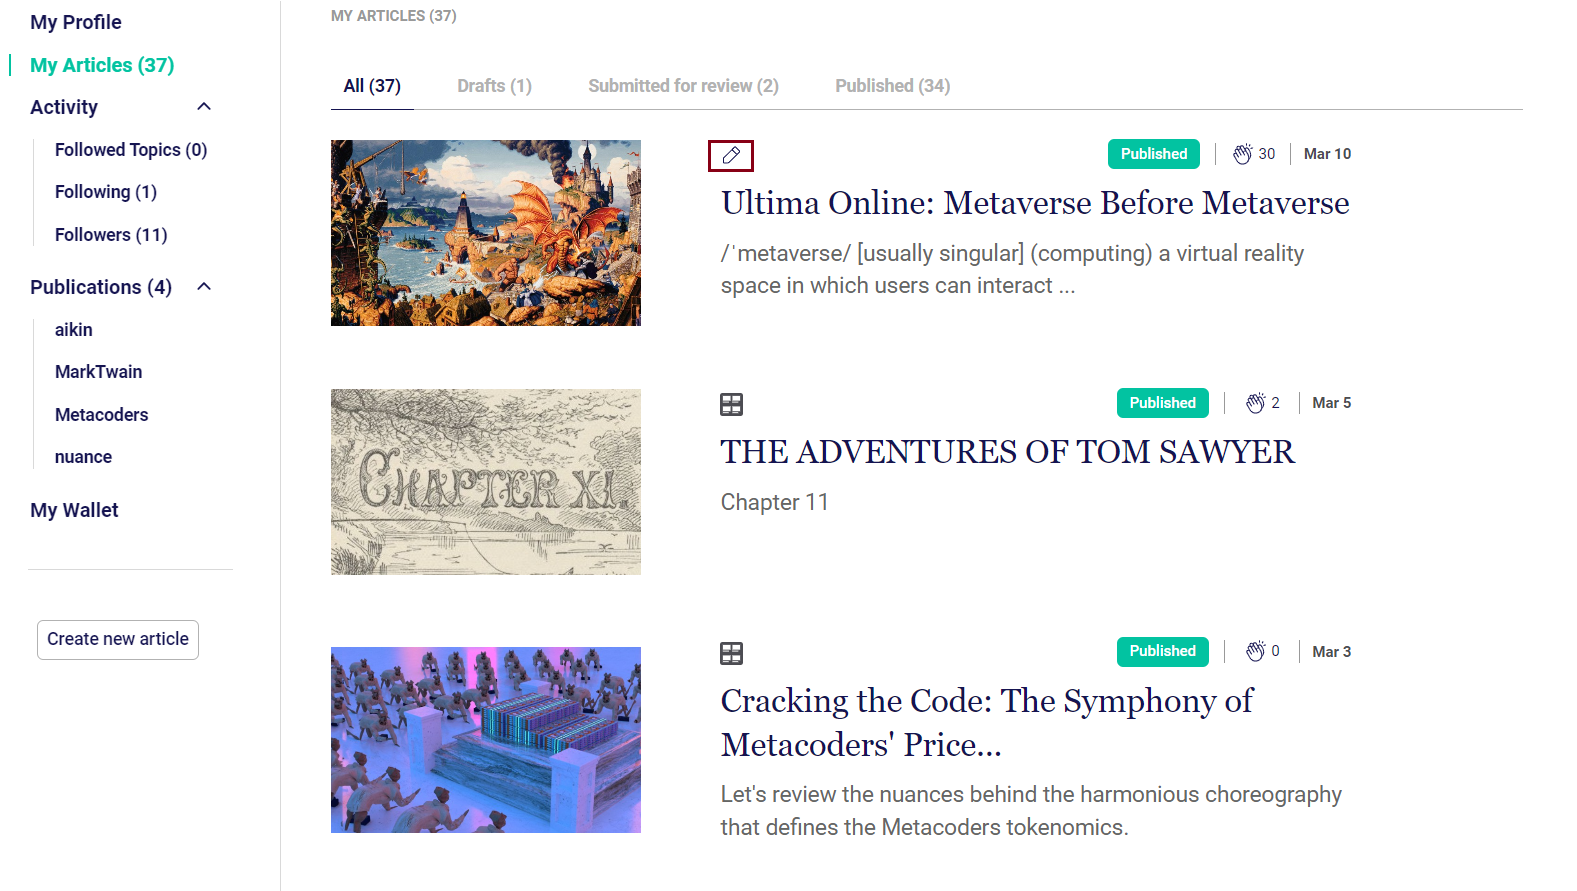 My Profile
My Articles (37)
Activity
Followed Topics (0)
Following (1)
Followers (11)
Publications (4)
aikin
MarkTwain
Metacoders
nuance
My Wallet
Create new article
MY ARTICLES (37)
All (37) Drafts (1) Submitted for review (2) Published (34)
Published 30 Mar 10
Ultima Online: Metaverse Before Metaverse
/ˈmetaverse/ [usually singular] (computing) a virtual reality
space in which users can interact ...
CHAPTER XI.
Published 2 Mar 5
THE ADVENTURES OF TOM SAWYER
Chapter 11
Published 0 Mar 3
Cracking the Code: The Symphony of
Metacoders' Price...
Let's review the nuances behind the harmonious choreography
that defines the Metacoders tokenomics.